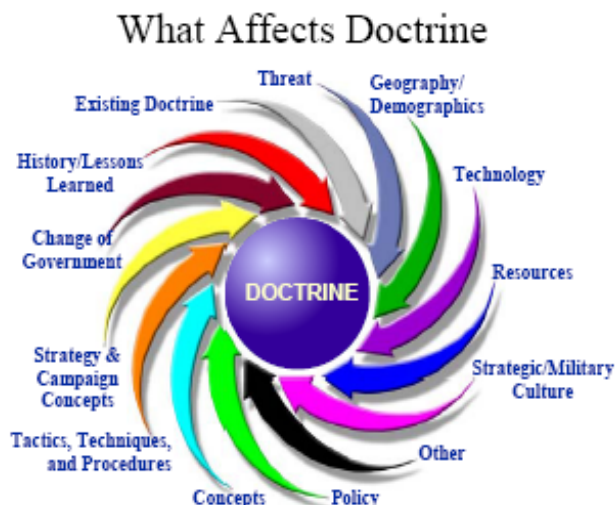 What Affects Doctrine
Threat
Geography/
Demographics
Existing Doctrine
History/Lessons
Learned
Technology
Change of
Government
Resources
DOCTRINE
Strategy &
Campaign
Concepts
Strategic/Military
Culture
Tactics, Techniques,
and Procedures
Other
Concepts
Policy